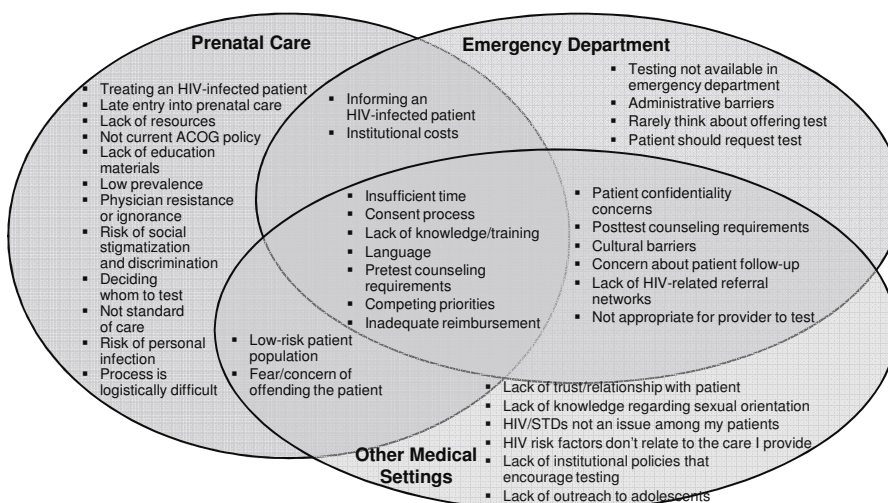 Prenatal Care
▪ Treating an HIV-infected patient
▪ Late entry into prenatal care
▪ Lack of resources
▪ Not current ACOG policy
▪ Lack of education
materials
▪ Low prevalence
▪ Physician resistance
or ignorance
▪ Risk of social
stigmatization
and discrimination
▪ Deciding
whom to test
▪ Not standard
of care
▪ Risk of personal
infection
▪ Process is
logistically difficult
▪ Informing an
HIV-infected patient
▪ Institutional costs
Emergency Department
▪ Testing not available in
emergency department
▪ Administrative barriers
▪ Rarely think about offering test
▪ Patient should request test
▪ Insufficient time
▪ Consent process
▪ Lack of knowledge/training
▪ Language
▪ Pretest counseling
requirements
▪ Competing priorities
▪ Inadequate reimbursement
▪ Patient confidentiality
concerns
▪ Posttest counseling requirements
▪ Cultural barriers
▪ Concern about patient follow-up
▪ Lack of HIV-related referral
networks
▪ Not appropriate for provider to test
▪ Low-risk patient
population
▪ Fear/concern of
offending the patient
Other Medical
Settings
▪ Lack of trust/relationship with patient
▪ Lack of knowledge regarding sexual orientation
▪ HIV/STDs not an issue among my patients
▪ HIV risk factors don't relate to the care I provide
▪ Lack of institutional policies that
encourage testing
▪ Lack of outreach to adolescents